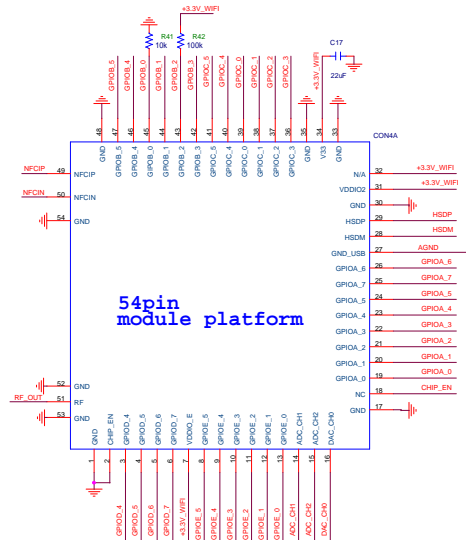 +3.3V_WIFI
R41
10k
R42
100k
C17
22uF
+3.3V_WIFI
GPIOB_5
GPIOB_4
GPIOB_0
GPIOB_1
GPIOB_2
GPIOB_3
GPIOC_5
GPIOC_4
GPIOC_0
GPIOC_1
GPIOC_2
GPIOC_3
48 47 46 45 44 43 42 41 40 39 38 37 36 35 34 33
CON4A
GND GPIOB_5 GPIOB_4 GIPIOB_0 GPIOB_1 GPIOB_2 GPIOB_3 GPIOC_5 GPIOC_4 GPIOC_0 GPIOC_1 GPIOC_2 GPIOC_3 GND V33 GND
NFCIP 49 NFCIP
NFCIN 50 NFCIN
54 GND
N/A 32 +3.3V_WIFI
VDDIO2 31 +3.3V_WIFI
GND 30
HSDP 29 HSDP
HSDM 28 HSDM
GND_USB 27 AGND
GPIOA_6 26 GPIOA_6
GPIOA_7 25 GPIOA_7
GPIOA_5 24 GPIOA_5
GPIOA_4 23 GPIOA_4
GPIOA_3 22 GPIOA_3
GPIOA_2 21 GPIOA_2
GPIOA_1 20 GPIOA_1
GPIOA_0 19 GPIOA_0
NC 18 CHIP_EN
GND 17
54pin
module platform
52 GND
RF_OUT 51 RF
53 GND
GND CHIP_EN GPIOD_4 GPIOD_5 GPIOD_6 GPIOD_7 VDDIO_E GPIOE_5 GPIOE_4 GPIOE_3 GPIOE_2 GPIOE_1 GPIOE_0 ADC_CH1 ADC_CH2 DAC_CH0
1 2 3 4 5 6 7 8 9 10 11 12 13 14 15 16
GPIOD_4
GPIOD_5
GPIOD_6
GPIOD_7
+3.3V_WIFI
GPIOE_5
GPIOE_4
GPIOE_3
GPIOE_2
GPIOE_1
GPIOE_0
ADC_CH1
ADC_CH2
DAC_CH0